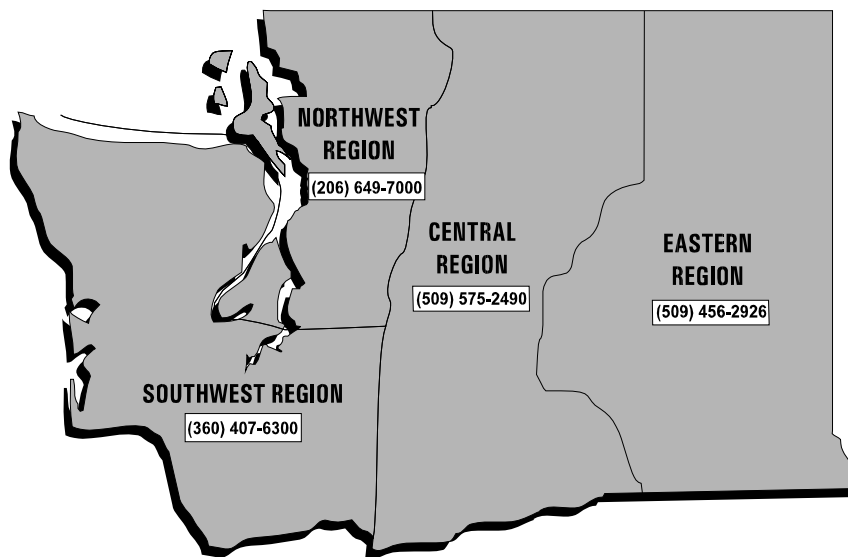 NORTHWEST
REGION
(206) 649-7000
CENTRAL
REGION
(509) 575-2490
EASTERN
REGION
(509) 456-2926
SOUTHWEST REGION
(360) 407-6300